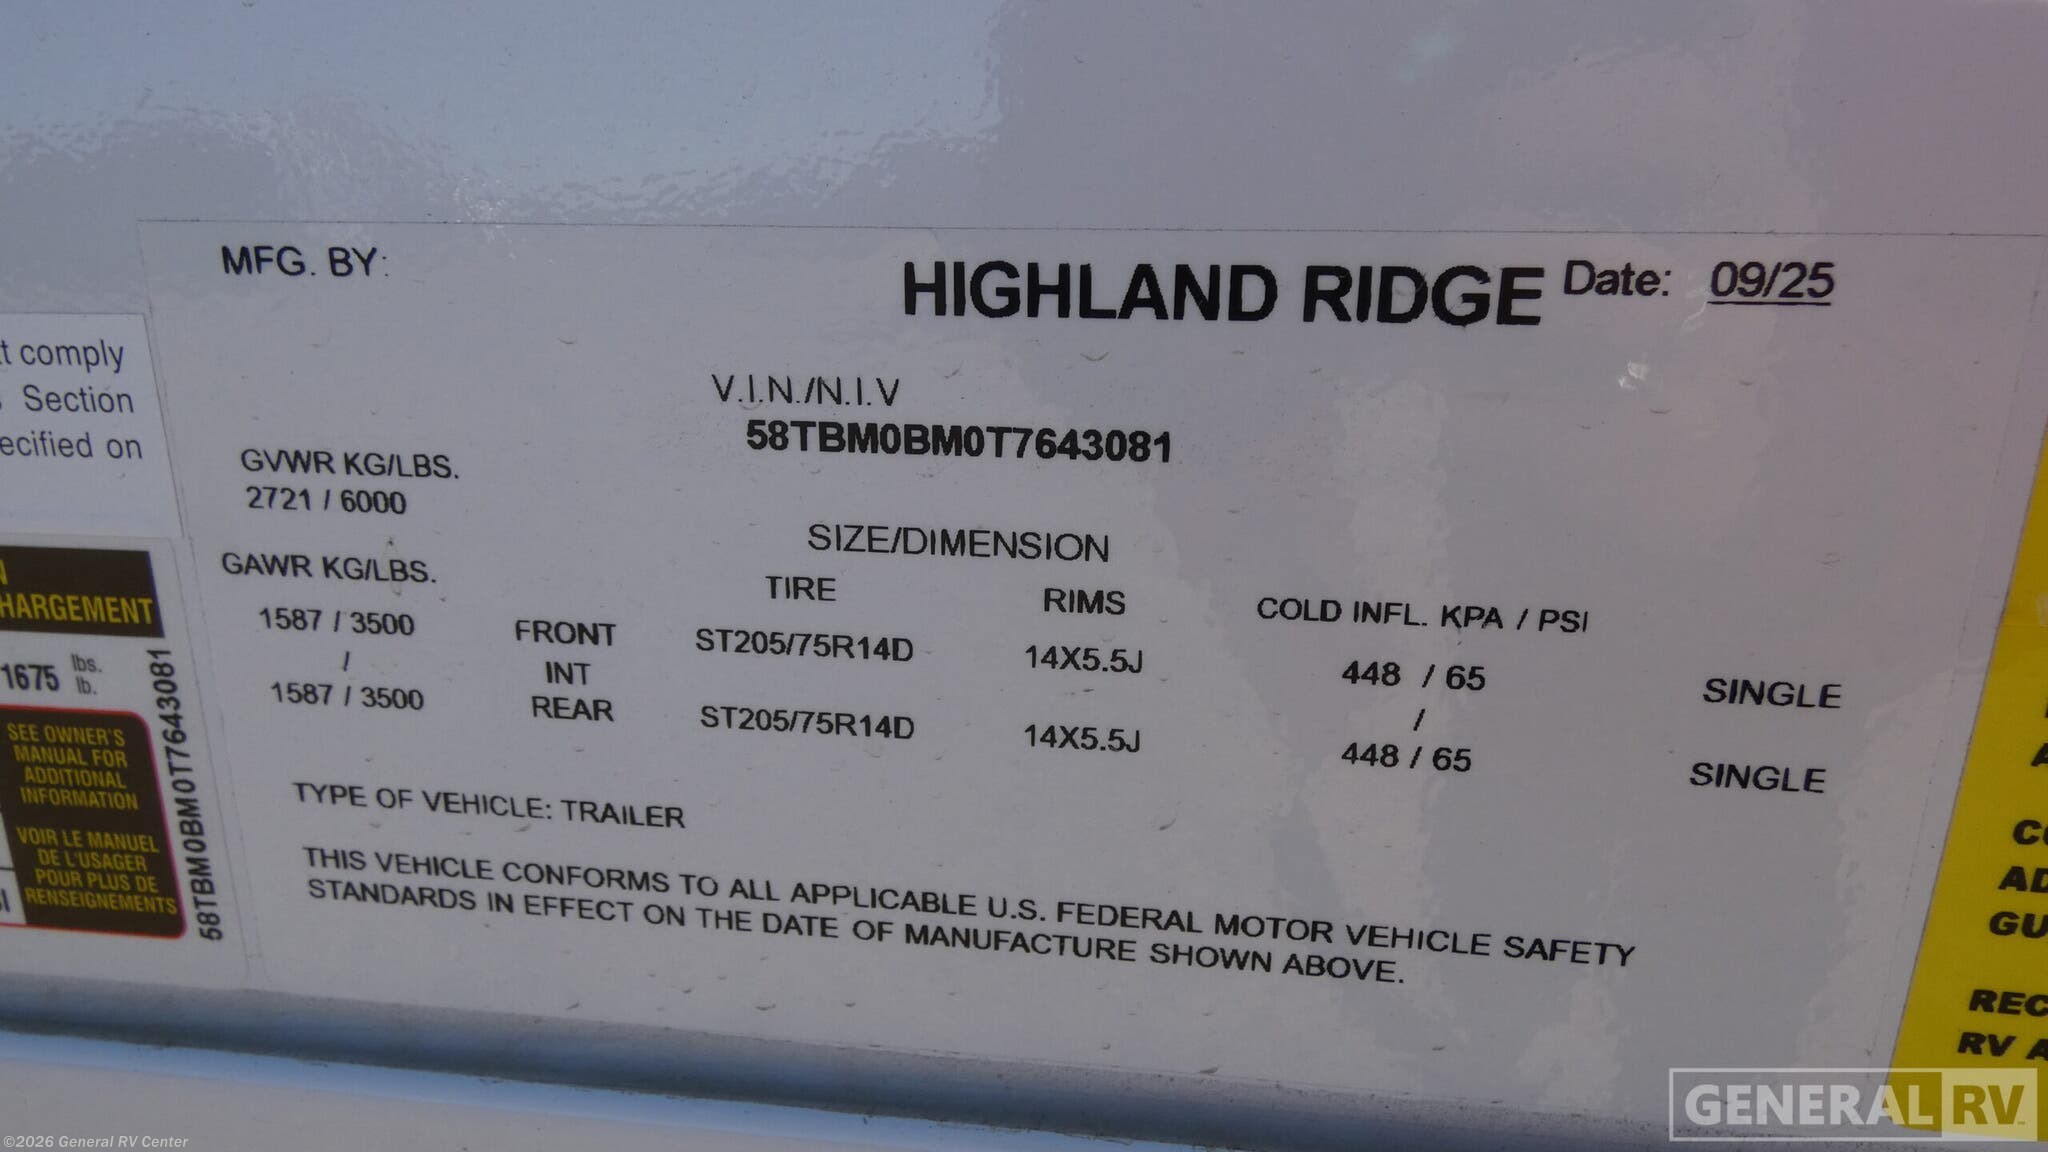 MFG. BY:
HIGHLAND RIDGE Date: 09/25
V.I.N./N.I.V
58TBM0BM0T7643081
GVWR KG/LBS.
2721 / 6000
GAWR KG/LBS.
SIZE/DIMENSION
TIRE RIMS COLD INFL. KPA / PSI
1587 / 3500 FRONT ST205/75R14D 14X5.5J 448 / 65 SINGLE
/ INT /
1587 / 3500 REAR ST205/75R14D 14X5.5J 448 / 65 SINGLE
TYPE OF VEHICLE: TRAILER
THIS VEHICLE CONFORMS TO ALL APPLICABLE U.S. FEDERAL MOTOR VEHICLE SAFETY
STANDARDS IN EFFECT ON THE DATE OF MANUFACTURE SHOWN ABOVE.
comply
Section
ecified on
HARGEMENT
1675 lbs.
lb.
SEE OWNER'S
MANUAL FOR
ADDITIONAL
INFORMATION
VOIR LE MANUEL
DE L'USAGER
POUR PLUS DE
RENSEIGNEMENTS
58TBM0BM0T7643081
AD
GU
REC
RV A
GENERAL RV
©2026 General RV Center